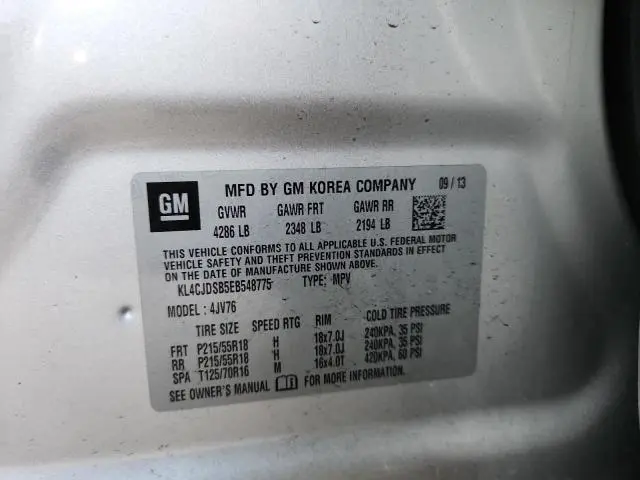 GM
MFD BY GM KOREA COMPANY 09 / 13
GVWR GAWR FRT GAWR RR
4286 LB 2348 LB 2194 LB
THIS VEHICLE CONFORMS TO ALL APPLICABLE U.S. FEDERAL MOTOR
VEHICLE SAFETY AND THEFT PREVENTION STANDARDS IN EFFECT
ON THE DATE OF MANUFACTURE SHOWN ABOVE.
KL4CJDSB5EB548775 TYPE: MPV
MODEL : 4JV76
TIRE SIZE SPEED RTG RIM COLD TIRE PRESSURE
FRT P215/55R18 H 18x7.0J 240KPA, 35 PSI
RR P215/55R18 H 18x7.0J 240KPA, 35 PSI
SPA T125/70R16 M 16x4.0T 420KPA, 60 PSI
SEE OWNER'S MANUAL FOR MORE INFORMATION.